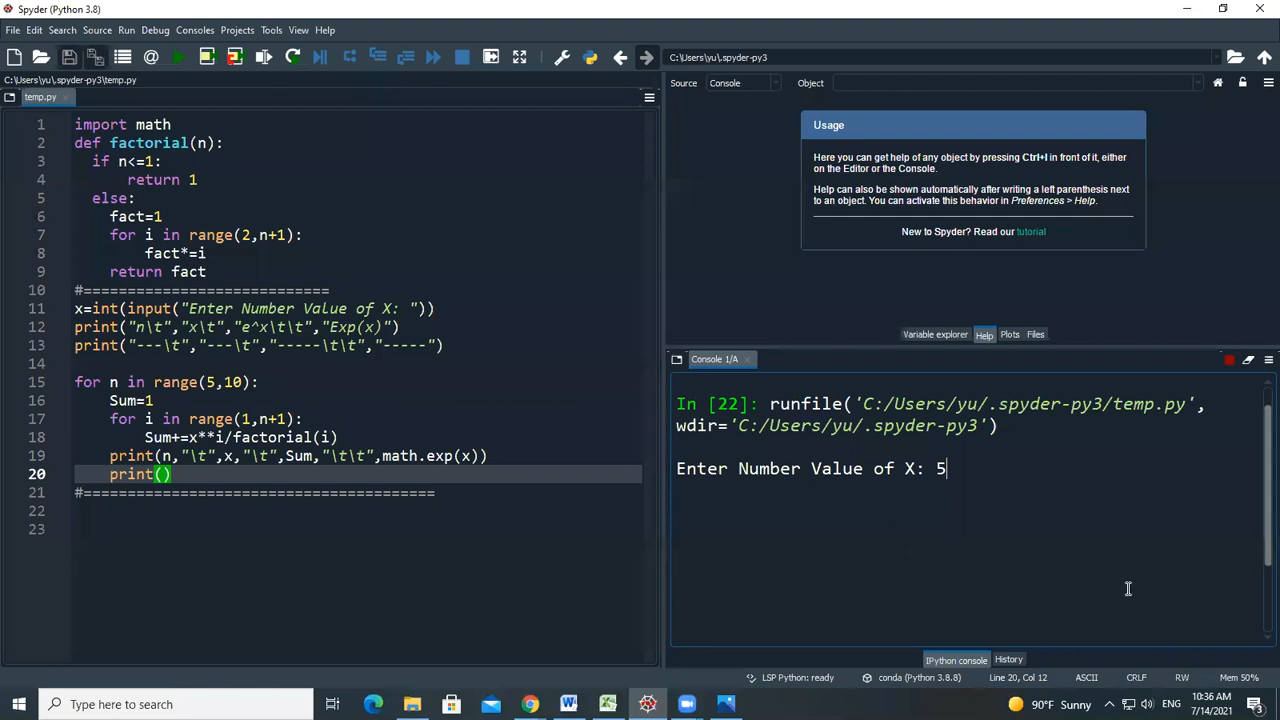 Spyder (Python 3.8)
File Edit Search Source Run Debug Consoles Projects Tools View Help
C:\Users\yu\.spyder-py3
C:\Users\yu\.spyder-py3\temp.py
temp.py
1 import math
2 def factorial(n):
3 if n<=1:
4 return 1
5 else:
6 fact=1
7 for i in range(2,n+1):
8 fact*=i
9 return fact
10 #============================
11 x=int(input("Enter Number Value of X: "))
12 print("n\t","x\t","e^x\t\t","Exp(x)")
13 print("---\t","---\t","-----\t\t","-----")
14
15 for n in range(5,10):
16 Sum=1
17 for i in range(1,n+1):
18 Sum+=x**i/factorial(i)
19 print(n,"\t",x,"\t",Sum,"\t\t",math.exp(x))
20 print()
21 #========================================
22
23
Source Console Object
Usage
Here you can get help of any object by pressing Ctrl+I in front of it, either
on the Editor or the Console.
Help can also be shown automatically after writing a left parenthesis next
to an object. You can activate this behavior in Preferences > Help.
New to Spyder? Read our tutorial
Variable explorer Help Plots Files
Console 1/A
In [22]: runfile('C:/Users/yu/.spyder-py3/temp.py',
wdir='C:/Users/yu/.spyder-py3')
Enter Number Value of X: 5
IPython console History
LSP Python: ready conda (Python 3.8.8) Line 20, Col 12 ASCII CRLF RW Mem 50%
Type here to search
90°F Sunny ENG 10:36 AM
7/14/2021
3